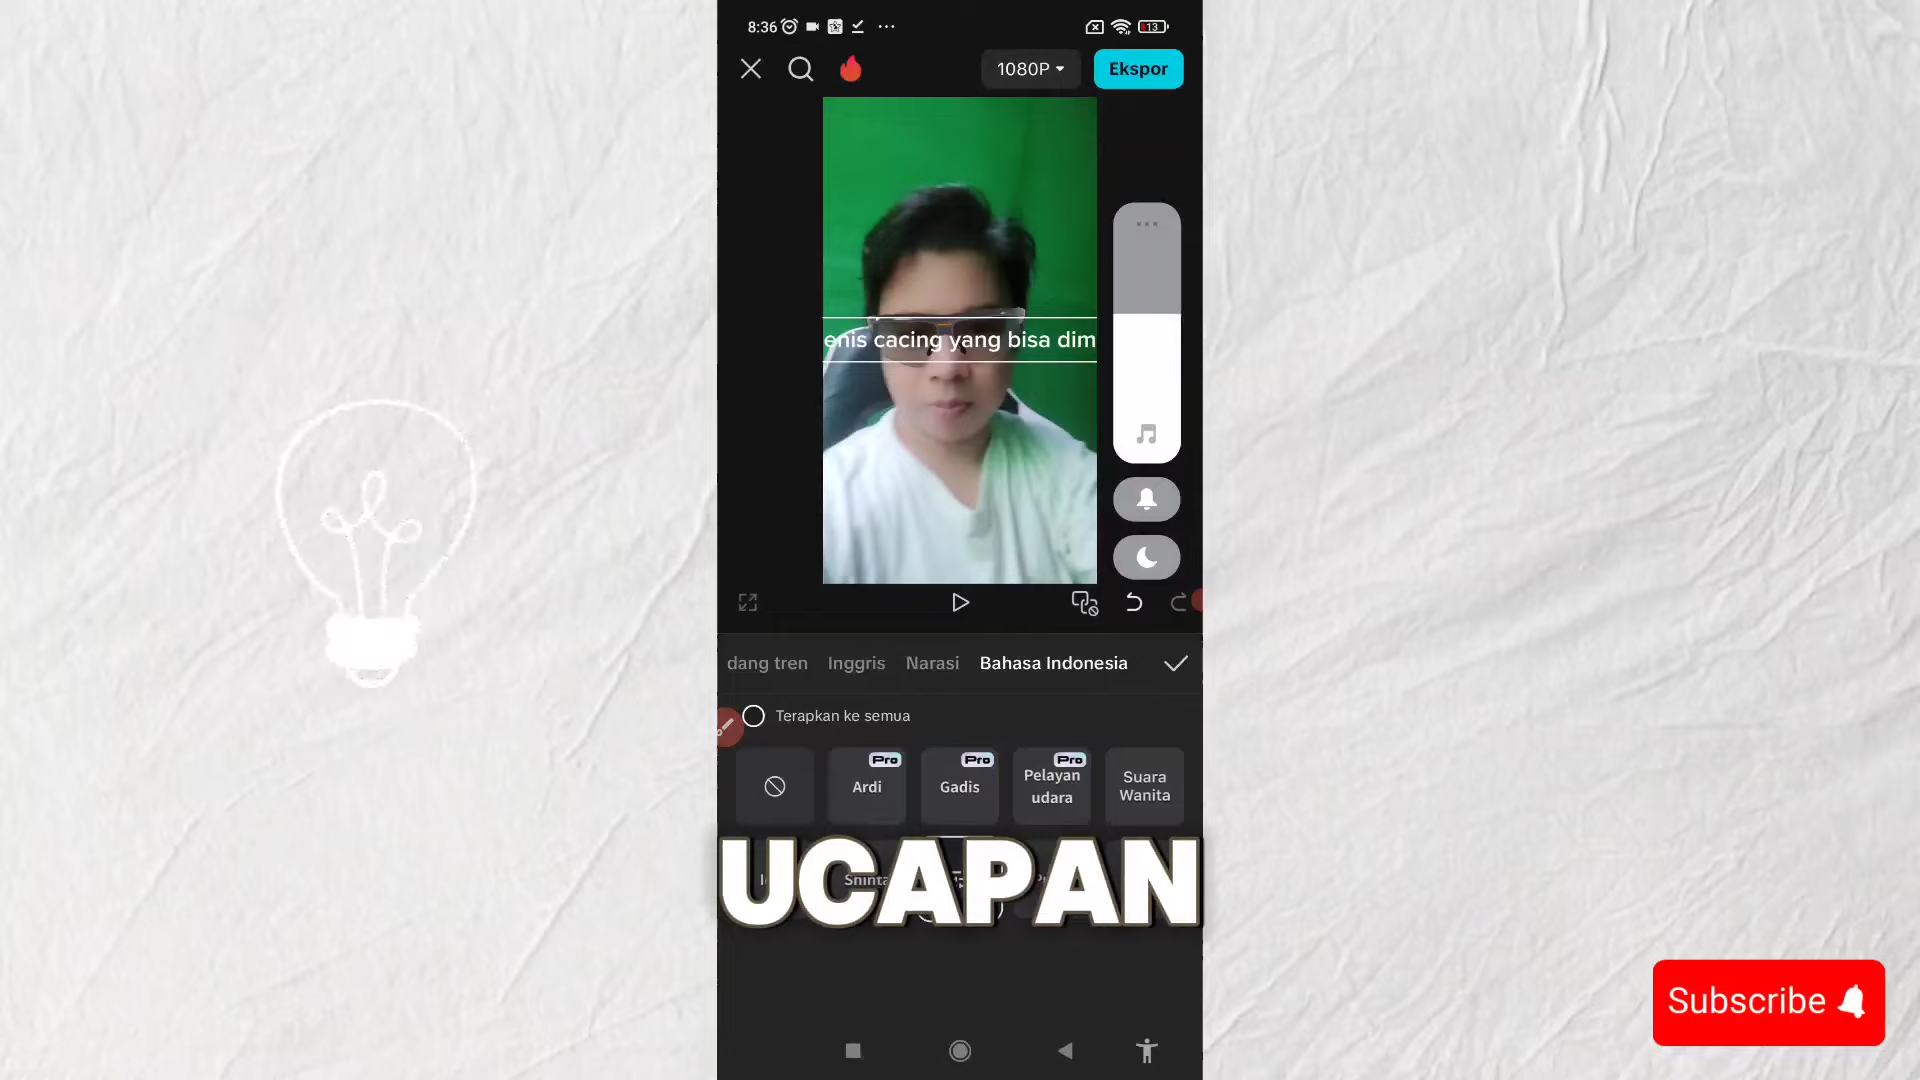 8:36
13
1080P
Ekspor
enis cacing yang bisa dim
dang tren Inggris Narasi Bahasa Indonesia
Terapkan ke semua
Pro Pro Pro
Ardi Gadis Pelayan udara Suara Wanita
UCAPAN
Subscribe